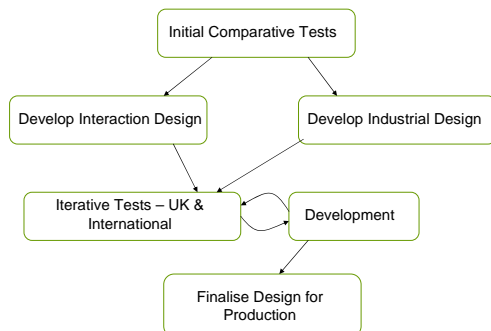 Initial Comparative Tests
Develop Interaction Design
Develop Industrial Design
Iterative Tests – UK &
International
Development
Finalise Design for
Production